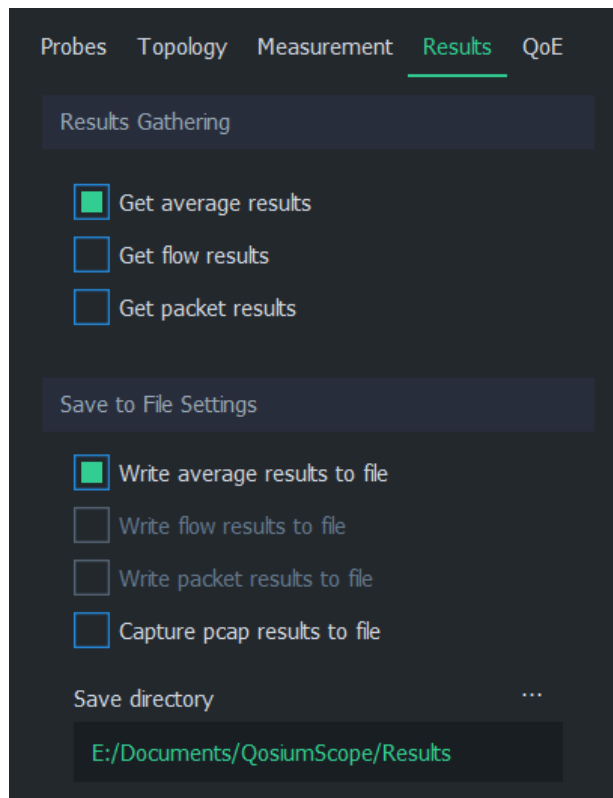 Probes Topology Measurement Results QoE
Results Gathering
Get average results
Get flow results
Get packet results
Save to File Settings
Write average results to file
Write flow results to file
Write packet results to file
Capture pcap results to file
Save directory ...
E:/Documents/QosiumScope/Results